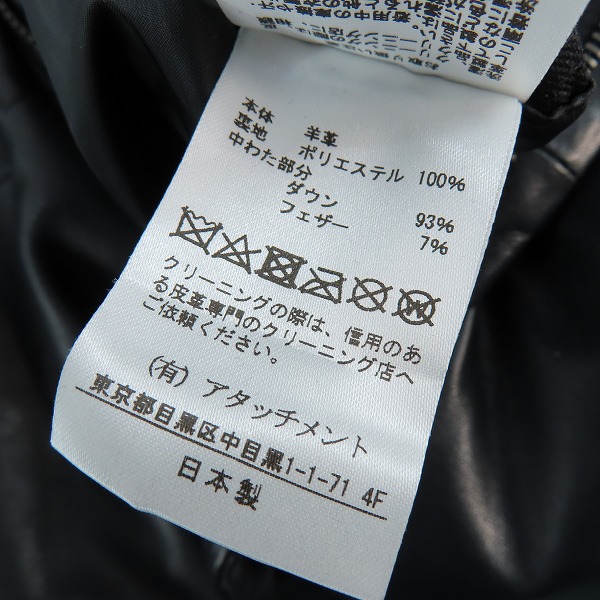 本体 羊革
裏地 ポリエステル 100%
中わた部分
ダウン 93%
フェザー 7%
クリーニングの際は、信用のあ
る皮革専門のクリーニング店へ
ご依頼ください。
(有) アタッチメント
東京都目黒区中目黒1-1-71 4F
日本製